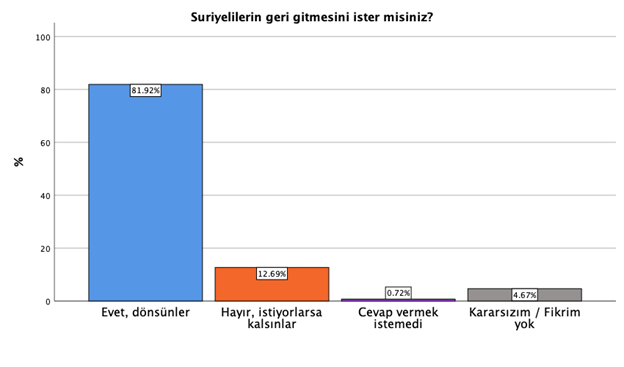 Suriyelilerin geri gitmesini ister misiniz?
100
80
60
40
20
0
%
81.92%
12.69%
0.72%
4.67%
Evet, dönsünler
Hayır, istiyorlarsa
kalsınlar
Cevap vermek
istemedi
Kararsızım / Fikrim
yok